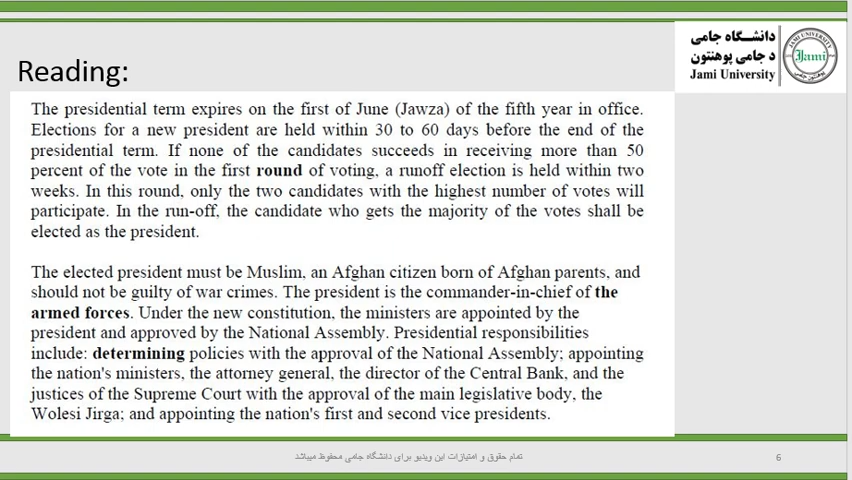 دانشگاه جامی
د جامی پوهنتون
Jami University
JAMI UNIVERSITY
Jami
پوهنتون جامی
Reading:
The presidential term expires on the first of June (Jawza) of the fifth year in office.
Elections for a new president are held within 30 to 60 days before the end of the
presidential term. If none of the candidates succeeds in receiving more than 50
percent of the vote in the first round of voting, a runoff election is held within two
weeks. In this round, only the two candidates with the highest number of votes will
participate. In the run-off, the candidate who gets the majority of the votes shall be
elected as the president.
The elected president must be Muslim, an Afghan citizen born of Afghan parents, and
should not be guilty of war crimes. The president is the commander-in-chief of the
armed forces. Under the new constitution, the ministers are appointed by the
president and approved by the National Assembly. Presidential responsibilities
include: determining policies with the approval of the National Assembly; appointing
the nation's ministers, the attorney general, the director of the Central Bank, and the
justices of the Supreme Court with the approval of the main legislative body, the
Wolesi Jirga; and appointing the nation's first and second vice presidents.
تمام حقوق و امتیازات این ویدیو برای دانشگاه جامی محفوظ میباشد
6